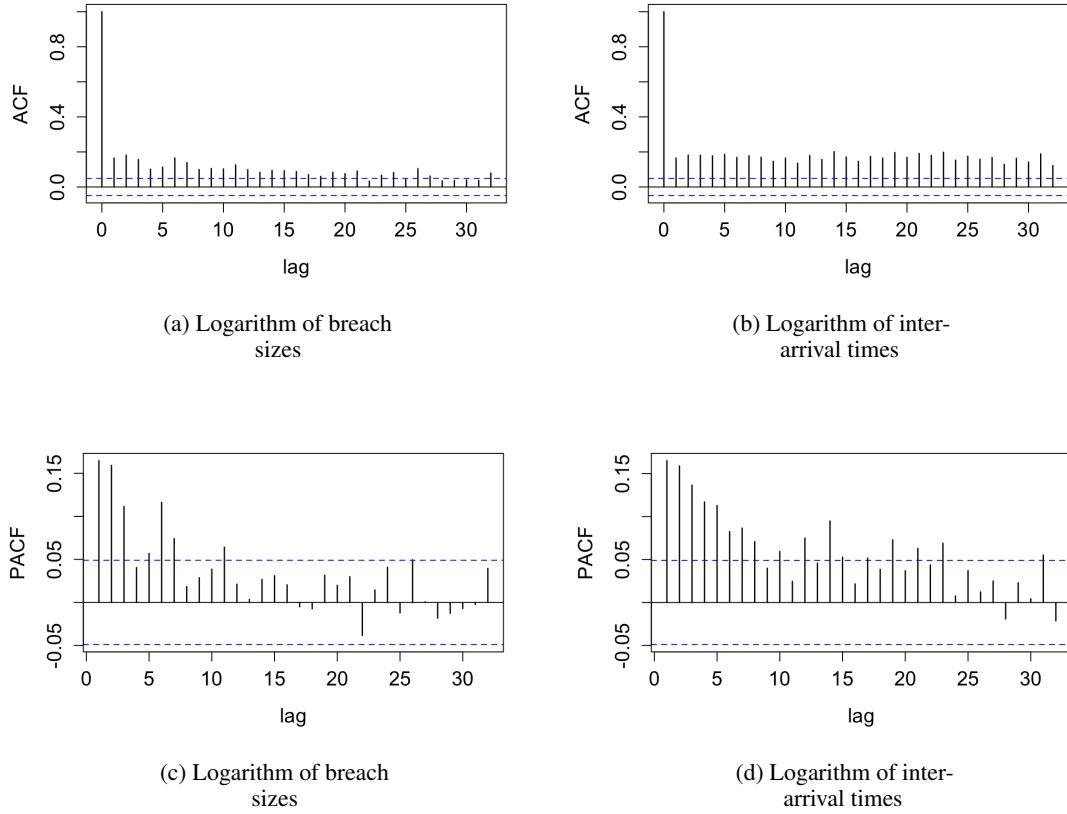 ACF
0.0 0.4 0.8
0 5 10 15 20 25 30
lag
(a) Logarithm of breach
sizes
ACF
0.0 0.4 0.8
0 5 10 15 20 25 30
lag
(b) Logarithm of inter-
arrival times
PACF
-0.05 0.05 0.15
0 5 10 15 20 25 30
lag
(c) Logarithm of breach
sizes
PACF
-0.05 0.05 0.15
0 5 10 15 20 25 30
lag
(d) Logarithm of inter-
arrival times